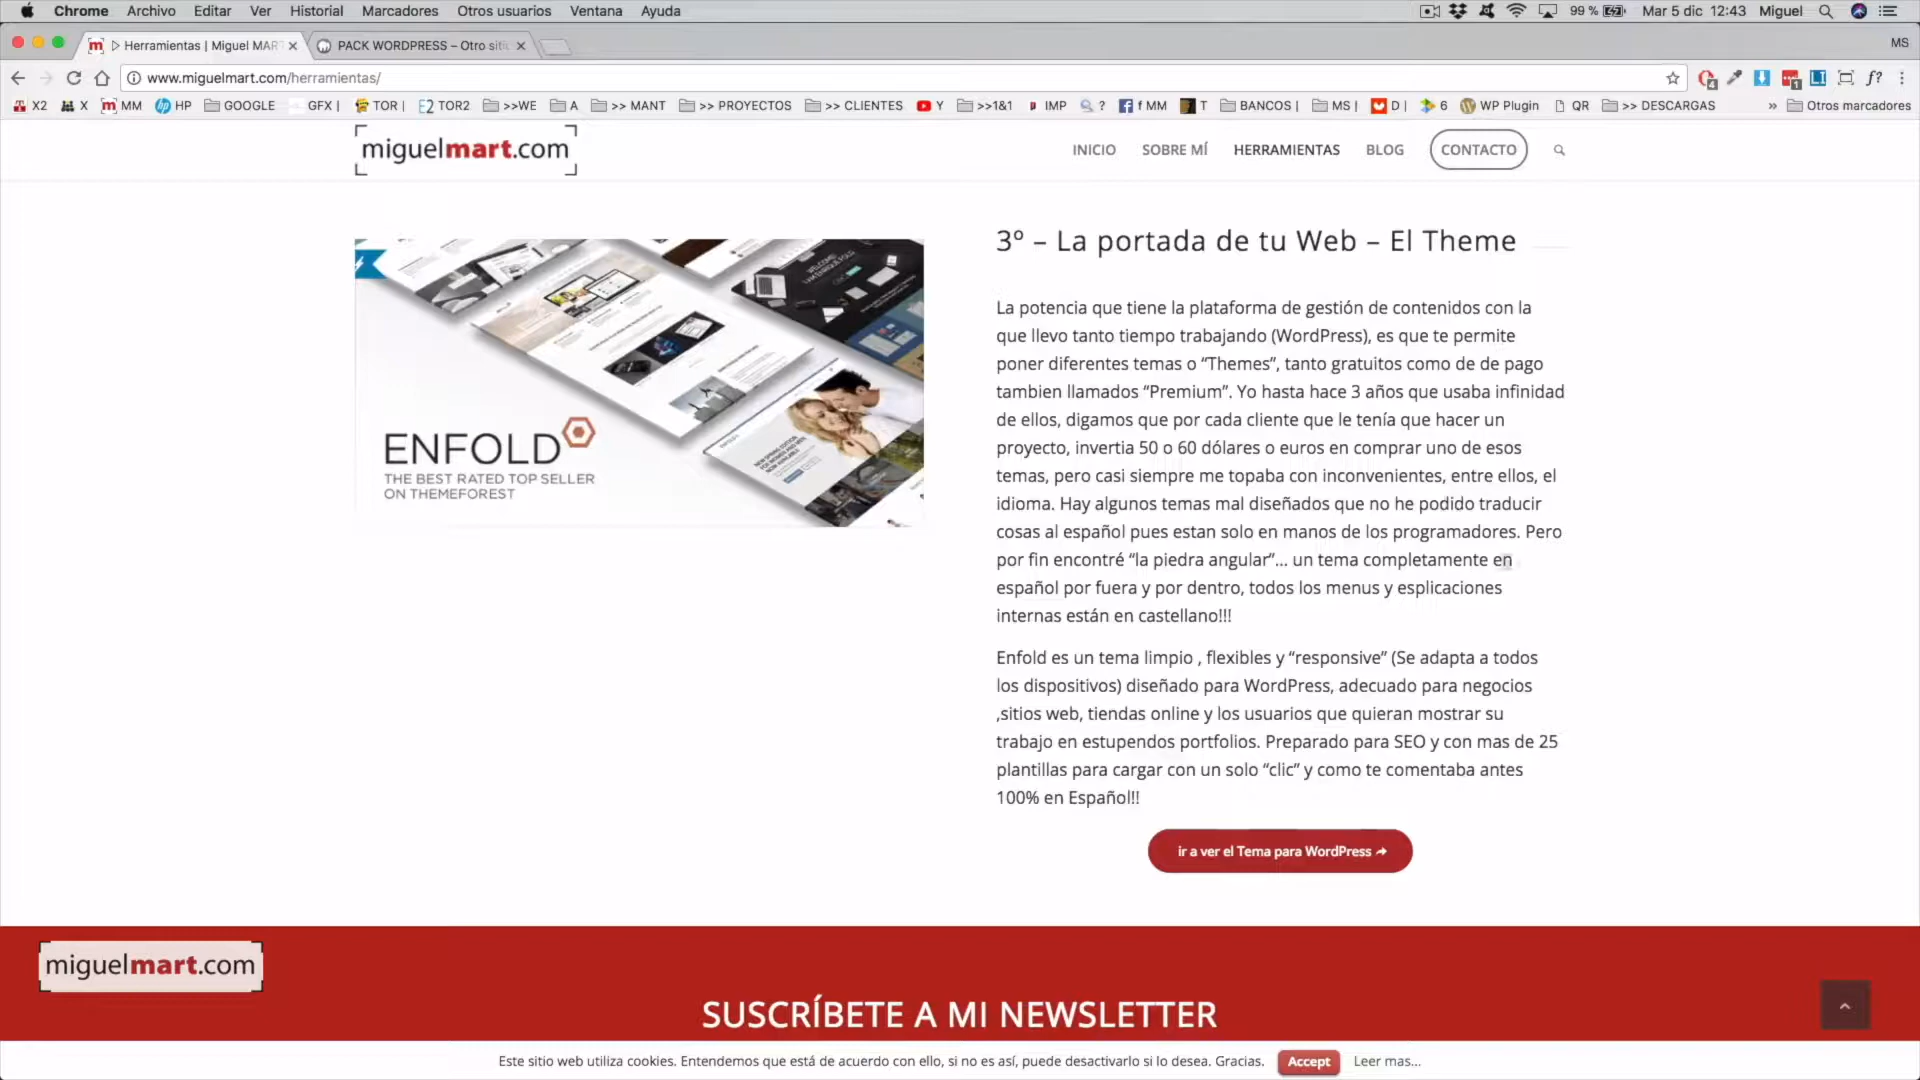 Chrome Archivo Editar Ver Historial Marcadores Otros usuarios Ventana Ayuda 99 % Mar 5 dic 12:43 Miguel
Herramientas | Miguel MAR PACK WORDPRESS – Otro siti MS
www.miguelmart.com/herramientas/ f?
X2 X MM HP GOOGLE GFX | TOR | TOR2 >>WE A >> MANT >> PROYECTOS >> CLIENTES Y >>1&1 IMP ? f MM T BANCOS | MS | D | 6 WP Plugin QR >> DESCARGAS » Otros marcadores
miguelmart.com INICIO SOBRE MÍ HERRAMIENTAS BLOG CONTACTO
ENFOLD
THE BEST RATED TOP SELLER
ON THEMEFOREST
3º – La portada de tu Web – El Theme
La potencia que tiene la plataforma de gestión de contenidos con la
que llevo tanto tiempo trabajando (WordPress), es que te permite
poner diferentes temas o “Themes”, tanto gratuitos como de de pago
tambien llamados “Premium”. Yo hasta hace 3 años que usaba infinidad
de ellos, digamos que por cada cliente que le tenía que hacer un
proyecto, invertia 50 o 60 dólares o euros en comprar uno de esos
temas, pero casi siempre me topaba con inconvenientes, entre ellos, el
idioma. Hay algunos temas mal diseñados que no he podido traducir
cosas al español pues estan solo en manos de los programadores. Pero
por fin encontré “la piedra angular”... un tema completamente en
español por fuera y por dentro, todos los menus y esplicaciones
internas están en castellano!!!
Enfold es un tema limpio , flexibles y “responsive” (Se adapta a todos
los dispositivos) diseñado para WordPress, adecuado para negocios
,sitios web, tiendas online y los usuarios que quieran mostrar su
trabajo en estupendos portfolios. Preparado para SEO y con mas de 25
plantillas para cargar con un solo “clic” y como te comentaba antes
100% en Español!!
ir a ver el Tema para WordPress
miguelmart.com
SUSCRÍBETE A MI NEWSLETTER
Este sitio web utiliza cookies. Entendemos que está de acuerdo con ello, si no es así, puede desactivarlo si lo desea. Gracias. Accept Leer mas...